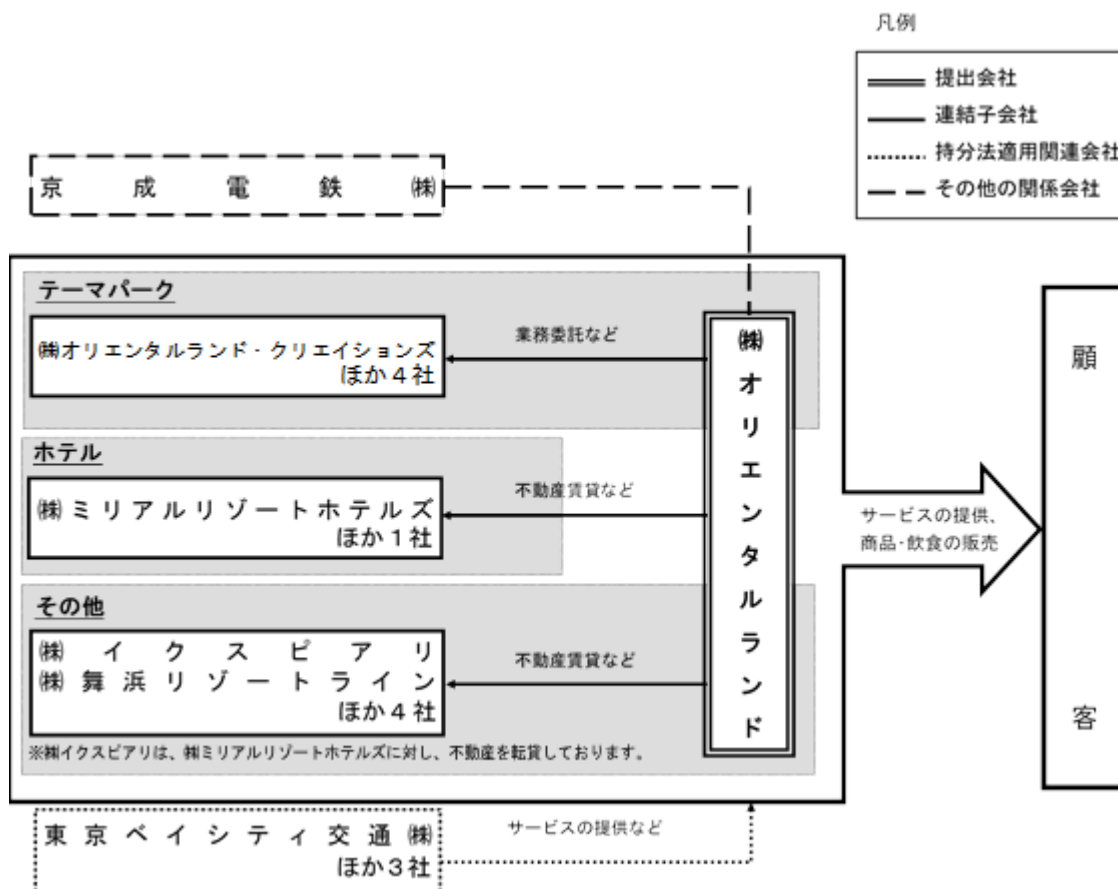 凡例
提出会社
連結子会社
持分法適用関連会社
その他の関係会社
京成電鉄㈱
テーマパーク
㈱オリエンタルランド・クリエイションズ
ほか4社
業務委託など
㈱オリエンタルランド
ホテル
㈱ミリアルリゾートホテルズ
ほか1社
不動産賃貸など
サービスの提供、
商品・飲食の販売
顧客
その他
㈱イクスピアリ
㈱舞浜リゾートライン
ほか4社
不動産賃貸など
※㈱イクスピアリは、㈱ミリアルリゾートホテルズに対し、不動産を転貸しております。
東京ベイシティ交通㈱
ほか3社
サービスの提供など